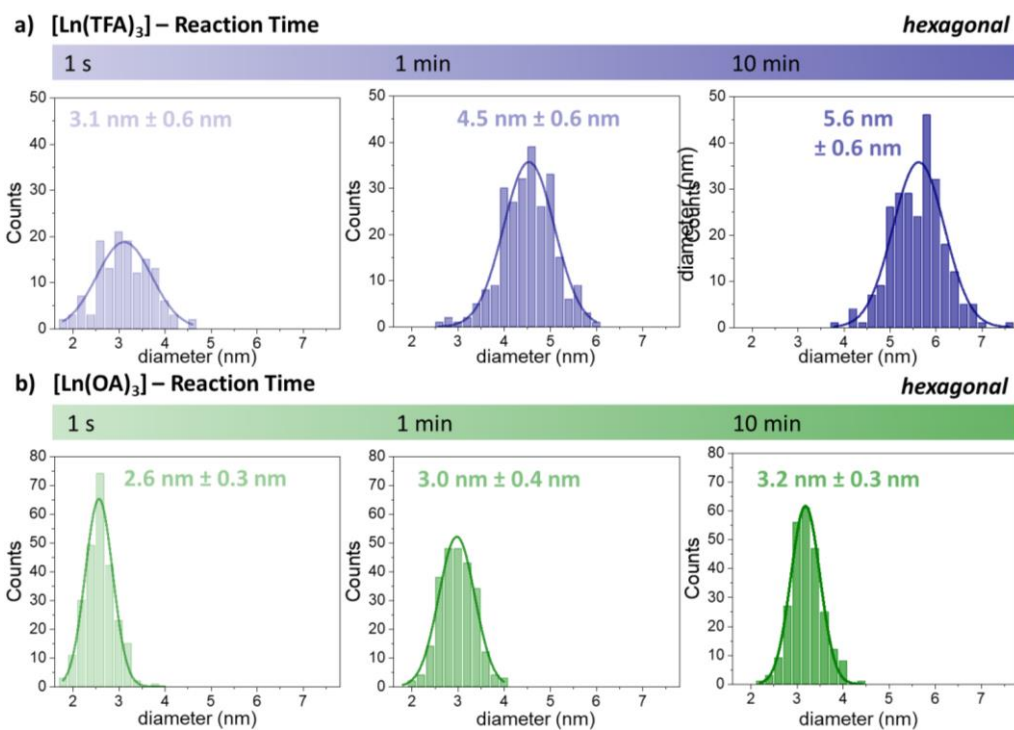 a) [Ln(TFA)₃] – Reaction Time hexagonal
1 s 1 min 10 min
3.1 nm ± 0.6 nm
50
40
30
20
10
0
Counts
2 3 4 5 6 7
diameter (nm)
4.5 nm ± 0.6 nm
50
40
30
20
10
0
Counts
2 3 4 5 6 7
diameter (nm)
5.6 nm
± 0.6 nm
50
40
30
20
10
0
diameter (nm)
Counts
2 3 4 5 6 7
diameter (nm)
b) [Ln(OA)₃] – Reaction Time hexagonal
1 s 1 min 10 min
2.6 nm ± 0.3 nm
80
70
60
50
40
30
20
10
0
Counts
2 3 4 5 6 7
diameter (nm)
3.0 nm ± 0.4 nm
80
70
60
50
40
30
20
10
0
Counts
2 3 4 5 6 7
diameter (nm)
3.2 nm ± 0.3 nm
80
70
60
50
40
30
20
10
0
Counts
2 3 4 5 6 7
diameter (nm)